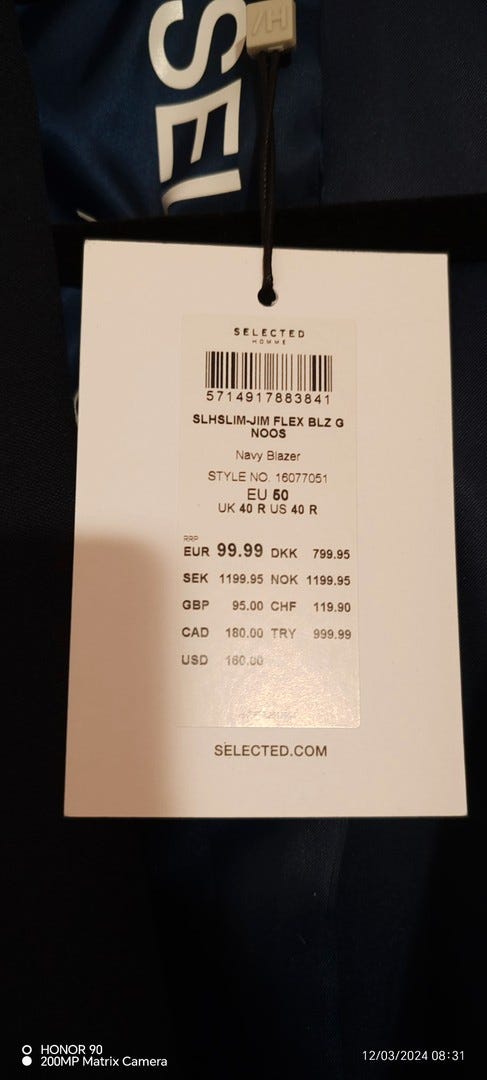 SEL
SELECTED
HOMME
5714917883841
SLHSLIM-JIM FLEX BLZ G
NOOS
Navy Blazer
STYLE NO. 16077051
EU 50
UK 40 R US 40 R
RRP
EUR 99.99 DKK 799.95
SEK 1199.95 NOK 1199.95
GBP 95.00 CHF 119.90
CAD 180.00 TRY 999.99
USD 160.00
SELECTED.COM
HONOR 90
200MP Matrix Camera
12/03/2024 08:31